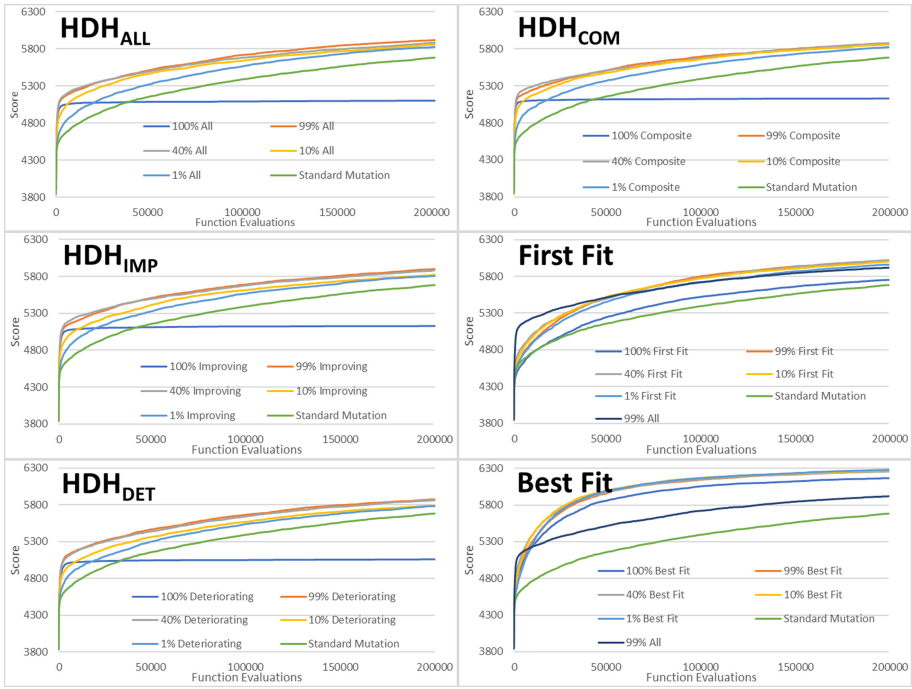 HDH_ALL
6300
5800
5300
4800
4300
3800
Score
100% All
99% All
40% All
10% All
1% All
Standard Mutation
0
50000
100000
150000
200000
Function Evaluations
HDH_COM
6300
5800
5300
4800
4300
3800
Score
100% Composite
99% Composite
40% Composite
10% Composite
1% Composite
Standard Mutation
0
50000
100000
150000
200000
Function Evaluations
HDH_IMP
6300
5800
5300
4800
4300
3800
Score
100% Improving
99% Improving
40% Improving
10% Improving
1% Improving
Standard Mutation
0
50000
100000
150000
200000
Function Evaluations
First Fit
6300
5800
5300
4800
4300
3800
Score
100% First Fit
99% First Fit
40% First Fit
10% First Fit
1% First Fit
Standard Mutation
99% All
0
50000
100000
150000
200000
Function Evaluations
HDH_DET
6300
5800
5300
4800
4300
3800
Score
100% Deteriorating
99% Deteriorating
40% Deteriorating
10% Deteriorating
1% Deteriorating
Standard Mutation
0
50000
100000
150000
200000
Function Evaluations
Best Fit
6300
5800
5300
4800
4300
3800
Score
100% Best Fit
99% Best Fit
40% Best Fit
10% Best Fit
1% Best Fit
Standard Mutation
99% All
0
50000
100000
150000
200000
Function Evaluations